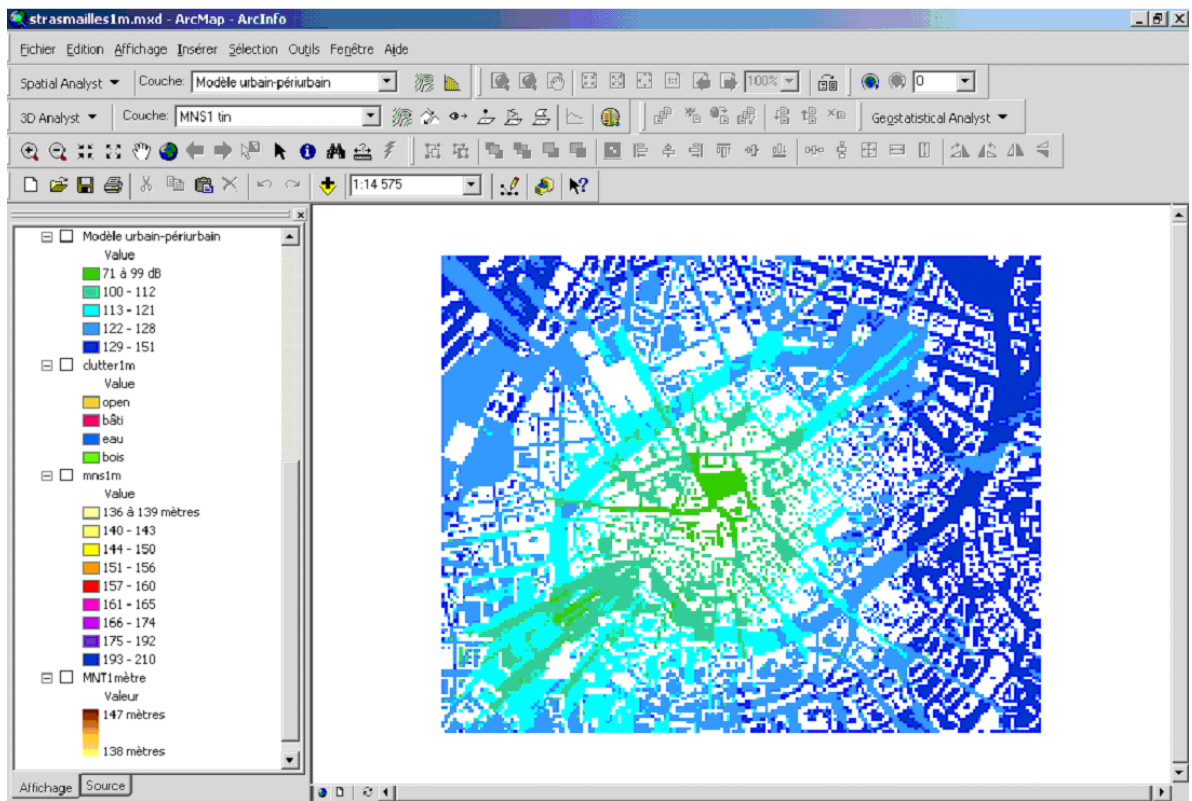 strasmailles1m.mxd - ArcMap - ArcInfo
Fichier Edition Affichage Insérer Sélection Outils Fenêtre Aide
Spatial Analyst Couche: Modèle urbain-périurbain 100% 0
3D Analyst Couche: MNS1 tin Geostatistical Analyst
1:14 575
Modèle urbain-périurbain
Value
71 à 99 dB
100 - 112
113 - 121
122 - 128
129 - 151
clutter1m
Value
open
bâti
eau
bois
mns1m
Value
136 à 139 mètres
140 - 143
144 - 150
151 - 156
157 - 160
161 - 165
166 - 174
175 - 192
193 - 210
MNT1mètre
Valeur
147 mètres
138 mètres
Affichage Source